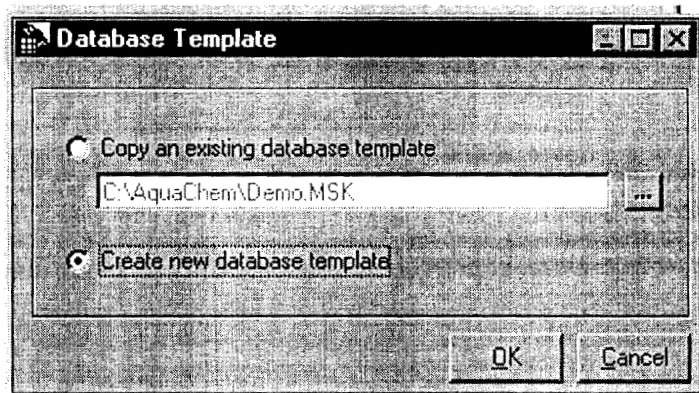 Database Template
Copy an existing database template
C:\AquaChem\Demo.MSK
...
Create new database template
OK
Cancel